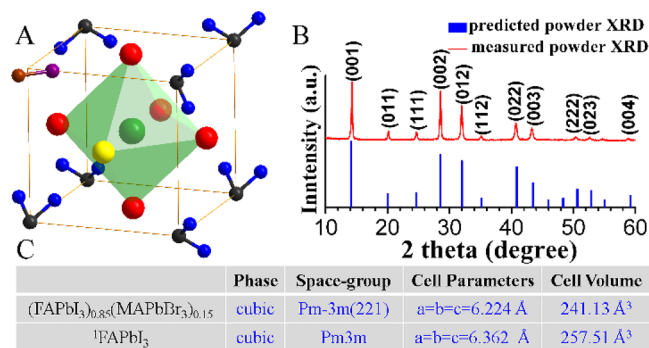 A
B
C
predicted powder XRD
measured powder XRD
Inntensity (a.u.)
(001)
(011)
(111)
(002)
(012)
(112)
(022)
(003)
(222)
(023)
(004)
10 20 30 40 50 60
2 theta (degree)
Phase Space-group Cell Parameters Cell Volume
(FAPbI₃)₀.₈₅(MAPbBr₃)₀.₁₅ cubic Pm-3m(221) a=b=c=6.224 Å 241.13 Å³
¹FAPbI₃ cubic Pm3m a=b=c=6.362 Å 257.51 Å³